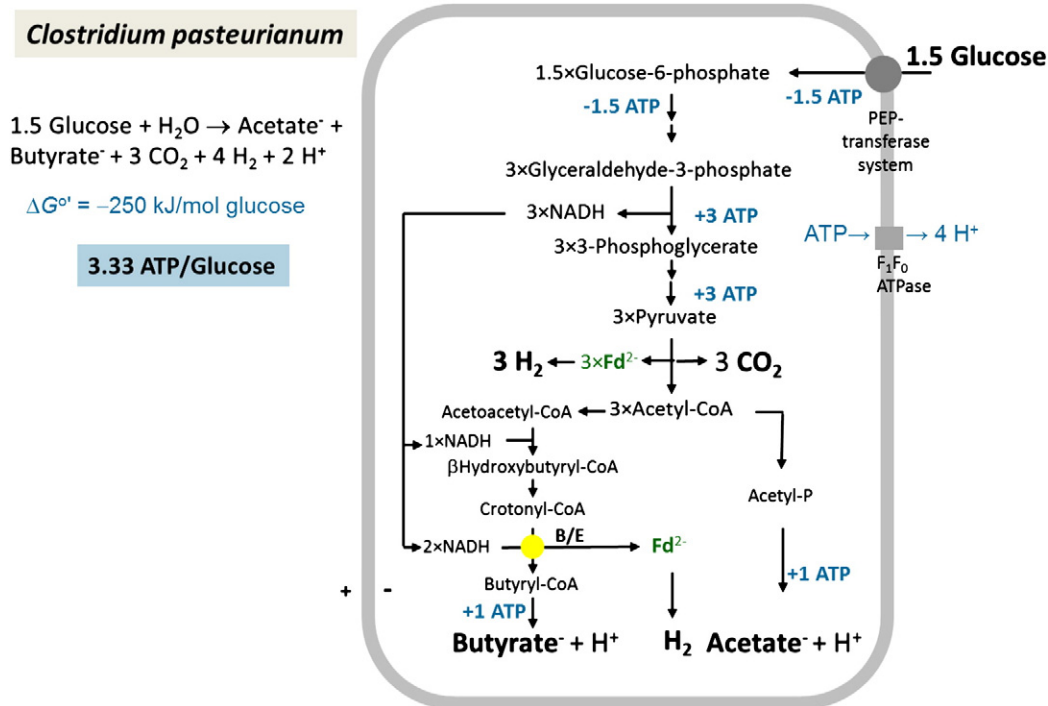 Clostridium pasteurianum
1.5 Glucose + H₂O → Acetate⁻ +
Butyrate⁻ + 3 CO₂ + 4 H₂ + 2 H⁺
ΔG°' = –250 kJ/mol glucose
3.33 ATP/Glucose
1.5 Glucose
1.5×Glucose-6-phosphate
-1.5 ATP
-1.5 ATP
PEP-
transferase
system
3×Glyceraldehyde-3-phosphate
3×NADH
+3 ATP
3×3-Phosphoglycerate
ATP→ → 4 H⁺
F₁F₀
ATPase
+3 ATP
3×Pyruvate
3 H₂ 3×Fd²⁻ 3 CO₂
Acetoacetyl-CoA 3×Acetyl-CoA
1×NADH
βHydroxybutyryl-CoA
Acetyl-P
Crotonyl-CoA
B/E
2×NADH Fd²⁻
Butyryl-CoA
+1 ATP
+ -
+1 ATP
Butyrate⁻ + H⁺ H₂ Acetate⁻ + H⁺